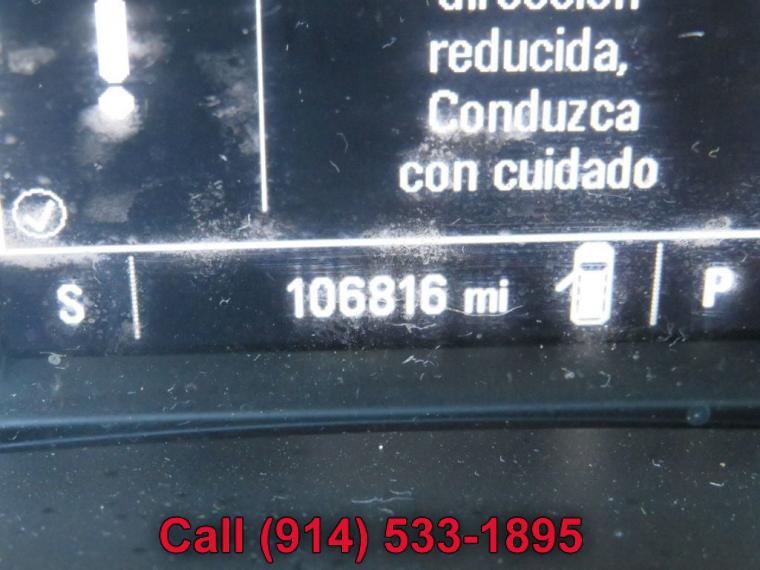 reducida,
Conduzca
con cuidado
S 106816 mi P
Call (914) 533-1895